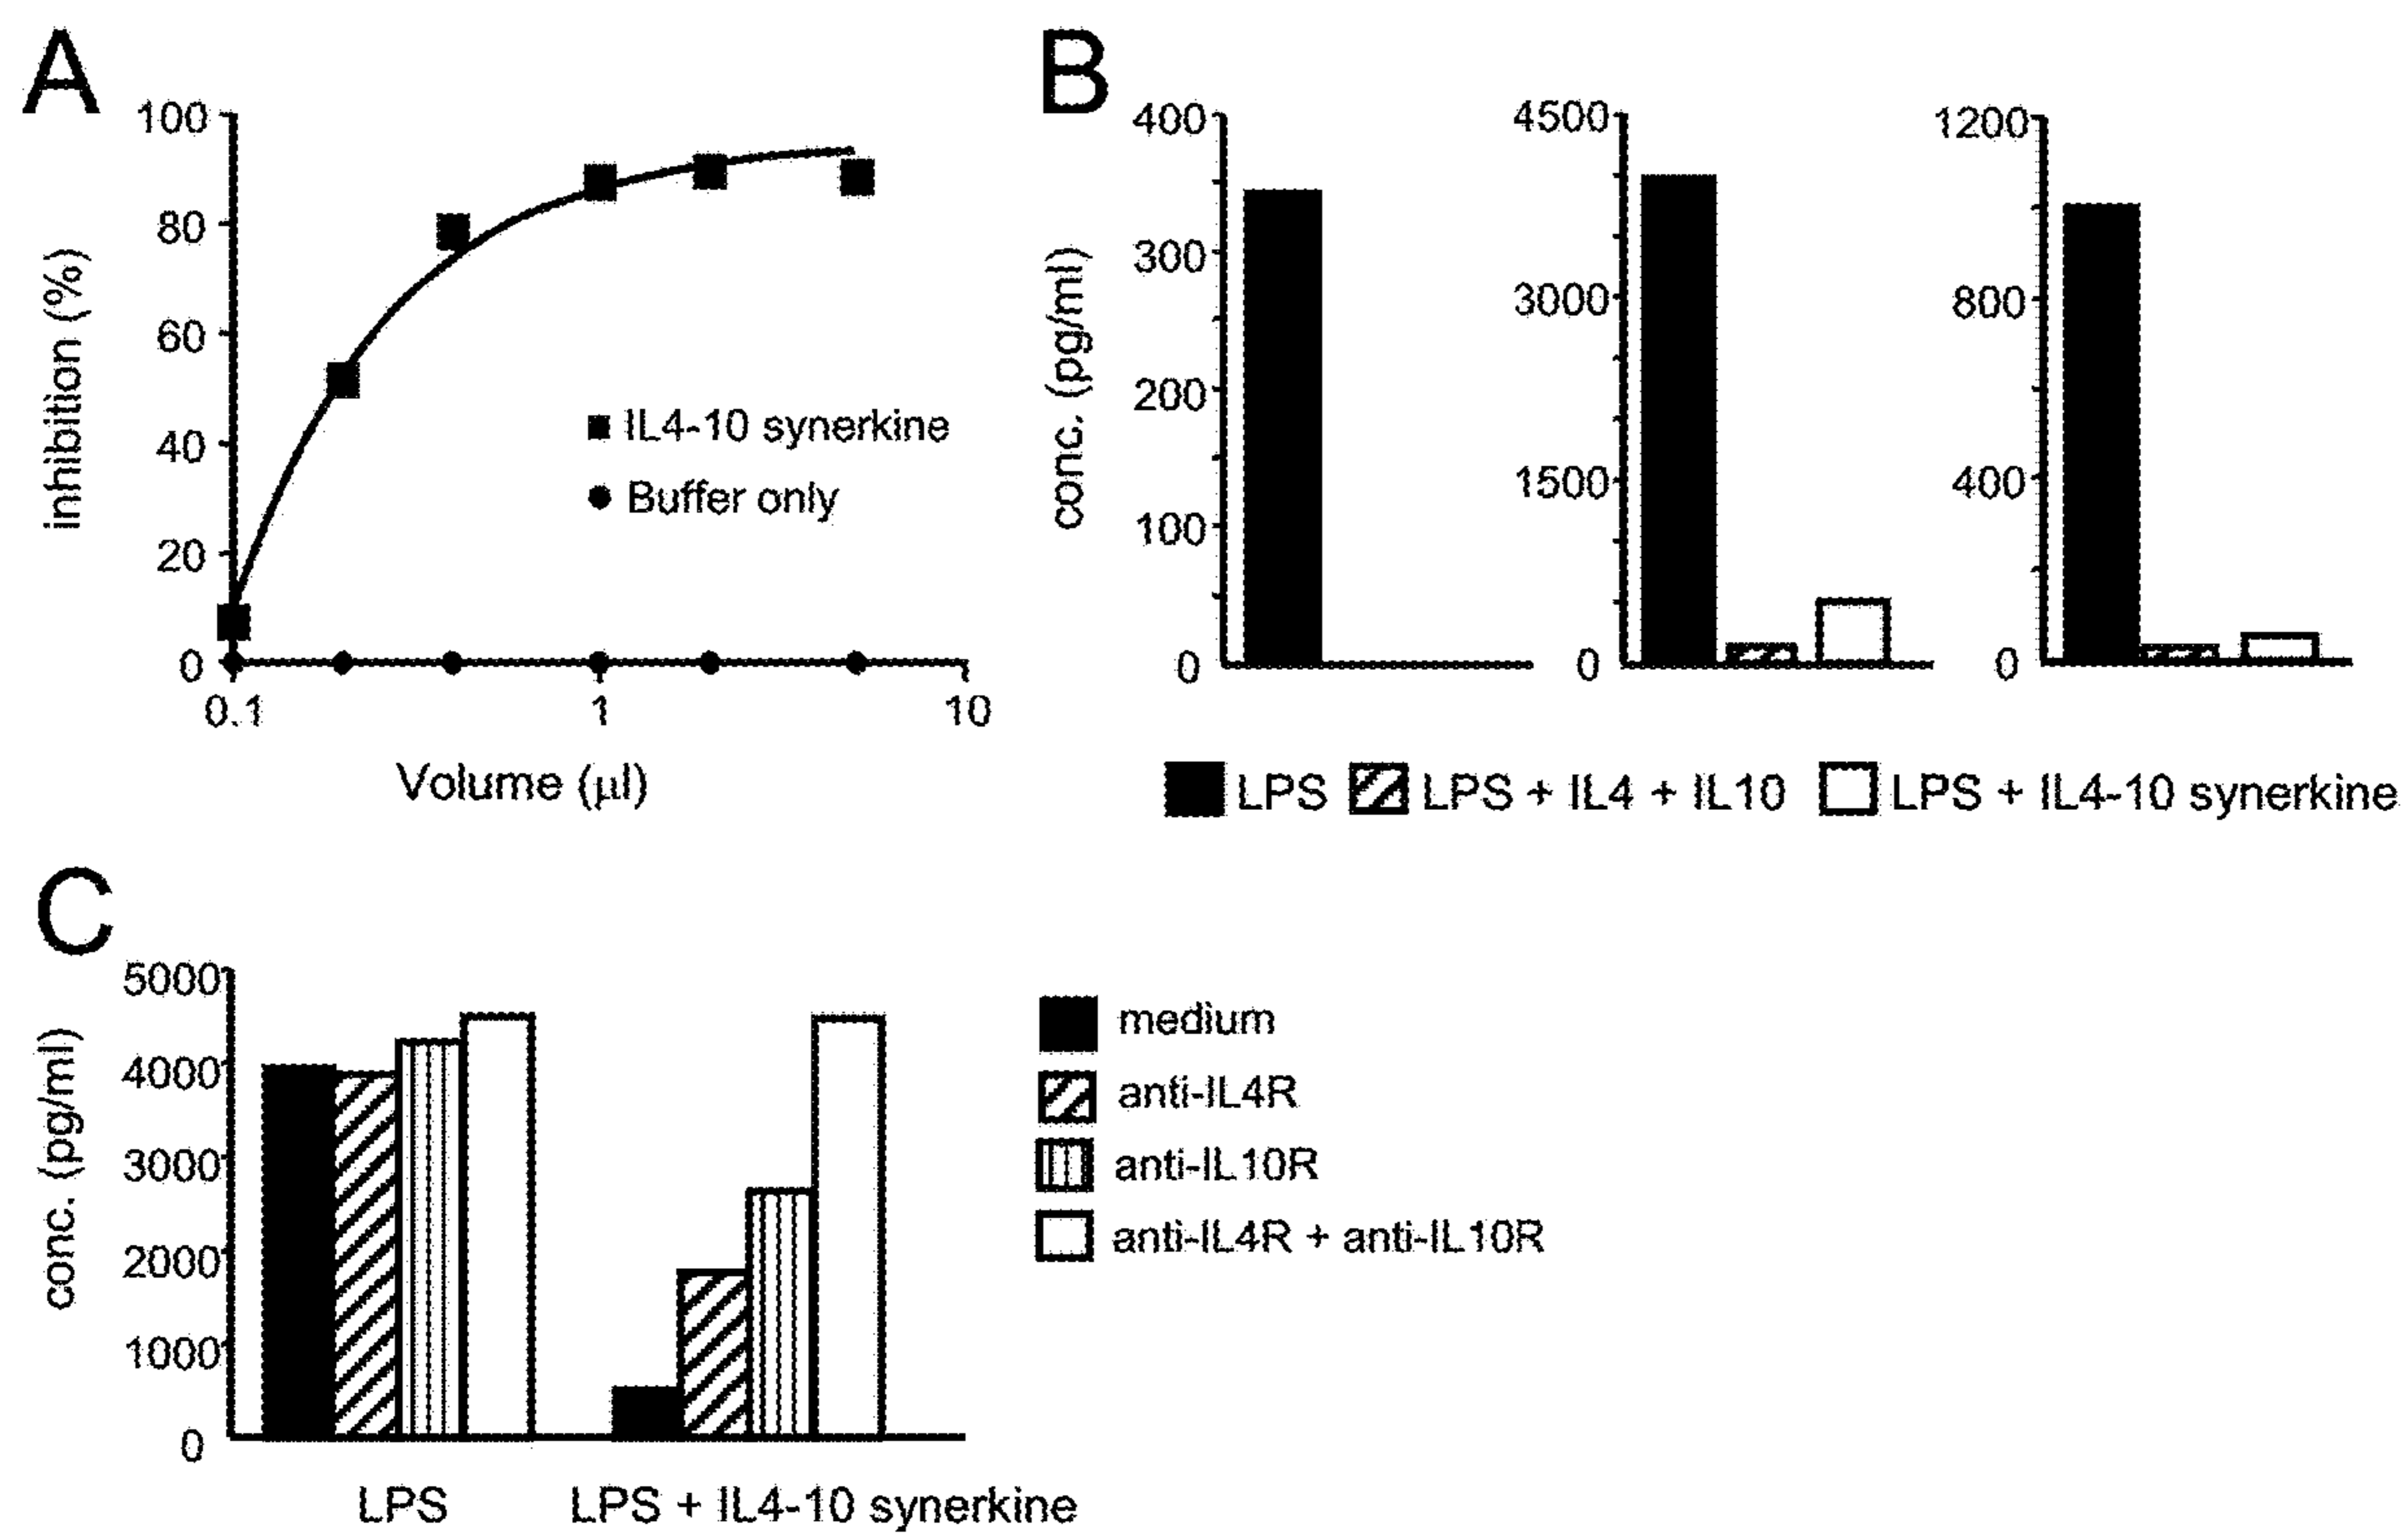 A
100
80
60
40
20
0
inhibition (%)
IL4-10 synerkine
Buffer only
0.1
1
10
Volume (μl)
B
conc. (pg/ml)
400
300
200
100
0
4500
3000
1500
0
1200
800
400
0
LPS
LPS + IL4 + IL10
LPS + IL4-10 synerkine
C
conc. (pg/ml)
5000
4000
3000
2000
1000
0
LPS
LPS + IL4-10 synerkine
medium
anti-IL4R
anti-IL10R
anti-IL4R + anti-IL10R